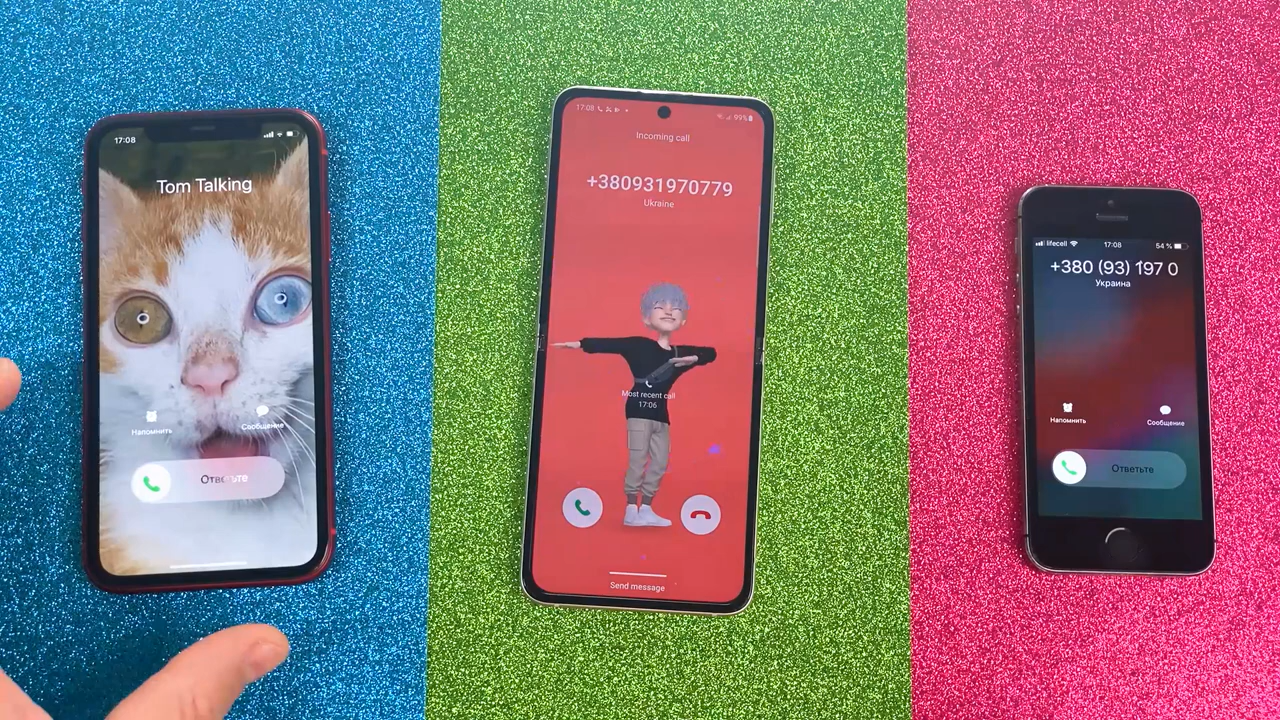 17:08
Tom Talking
Напомнить
Сообщение
Ответьте
17:08
99%
Incoming call
+380931970779
Ukraine
Most recent call
17:06
Send message
lifecell
17:08
54 %
+380 (93) 197 0
Украина
Напомнить
Сообщение
Ответьте